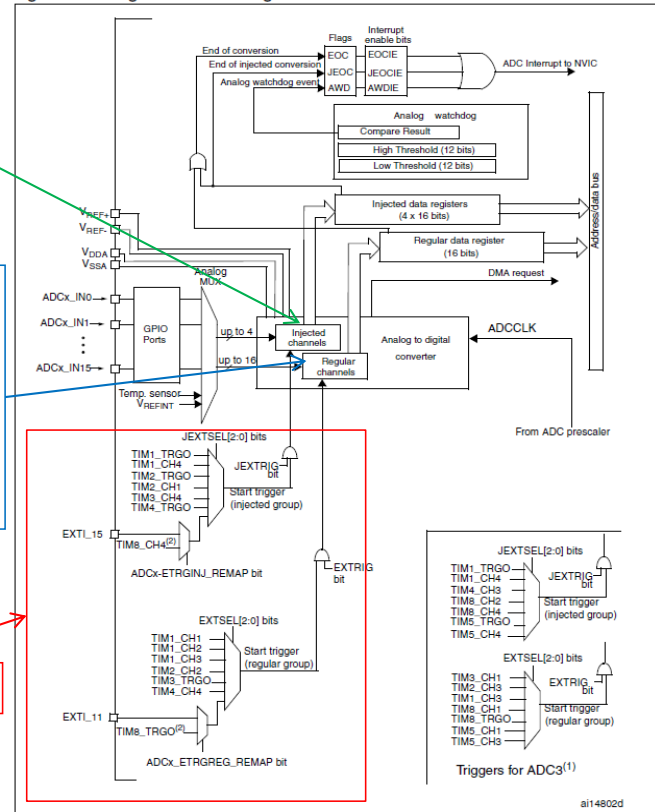 Flags
Interrupt
enable bits
End of conversion
EOC
EOCIE
End of injected conversion
JEOC
JEOCIE
ADC Interrupt to NVIC
Analog watchdog event
AWD
AWDIE
Analog watchdog
Compare Result
High Threshold (12 bits)
Low Threshold (12 bits)
Address/data bus
Injected data registers
(4 x 16 bits)
VREF+
VREF-
Regular data register
(16 bits)
VDDA
VSSA
Analog
MUX
DMA request
ADCx_IN0
ADCx_IN1
GPIO
Ports
up to 4
Injected
channels
Analog to digital
converter
ADCCLK
ADCx_IN15
up to 16
Regular
channels
Temp. sensor
VREFINT
From ADC prescaler
JEXTSEL[2:0] bits
TIM1_TRGO
TIM1_CH4
TIM2_TRGO
TIM2_CH1
TIM3_CH4
TIM4_TRGO
JEXTRIG
bit
Start trigger
(injected group)
EXTI_15
TIM8_CH4(2)
ADCx-ETRGINJ_REMAP bit
EXTRIG
bit
EXTSEL[2:0] bits
TIM1_CH1
TIM1_CH2
TIM1_CH3
TIM2_CH2
TIM3_TRGO
TIM4_CH4
Start trigger
(regular group)
EXTI_11
TIM8_TRGO(2)
ADCx_ETRGREG_REMAP bit
JEXTSEL[2:0] bits
TIM1_TRGO
TIM1_CH4
TIM4_CH3
TIM8_CH2
TIM8_CH4
TIM5_TRGO
TIM5_CH4
JEXTRIG
bit
Start trigger
(injected group)
EXTSEL[2:0] bits
TIM3_CH1
TIM2_CH3
TIM1_CH3
TIM8_CH1
TIM8_TRGO
TIM5_CH1
TIM5_CH3
EXTRIG
bit
Start trigger
(regular group)
Triggers for ADC3(1)
ai14802d